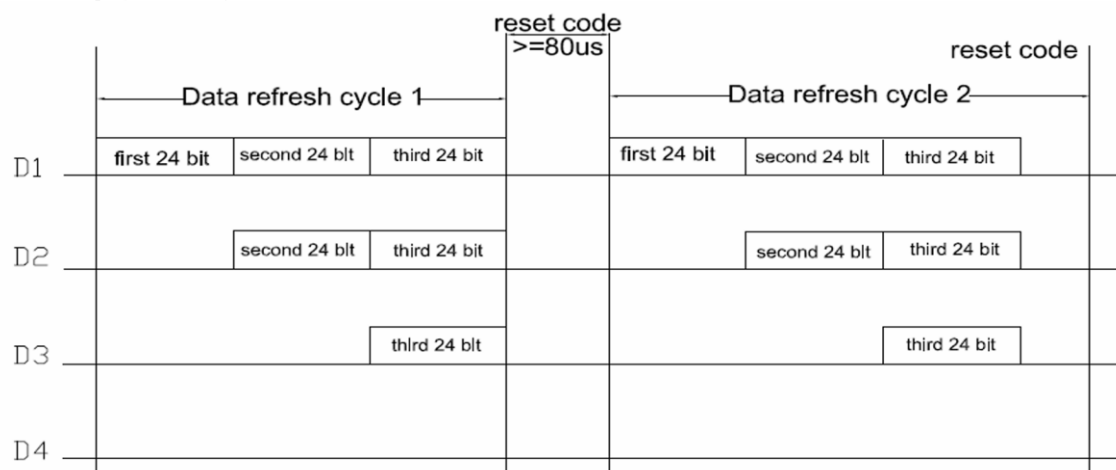 reset code
>=80us
reset code
Data refresh cycle 1
Data refresh cycle 2
D1
first 24 bit
second 24 blt
third 24 bit
first 24 bit
second 24 blt
third 24 bit
D2
second 24 blt
third 24 bit
second 24 blt
third 24 bit
D3
thlrd 24 blt
third 24 bit
D4